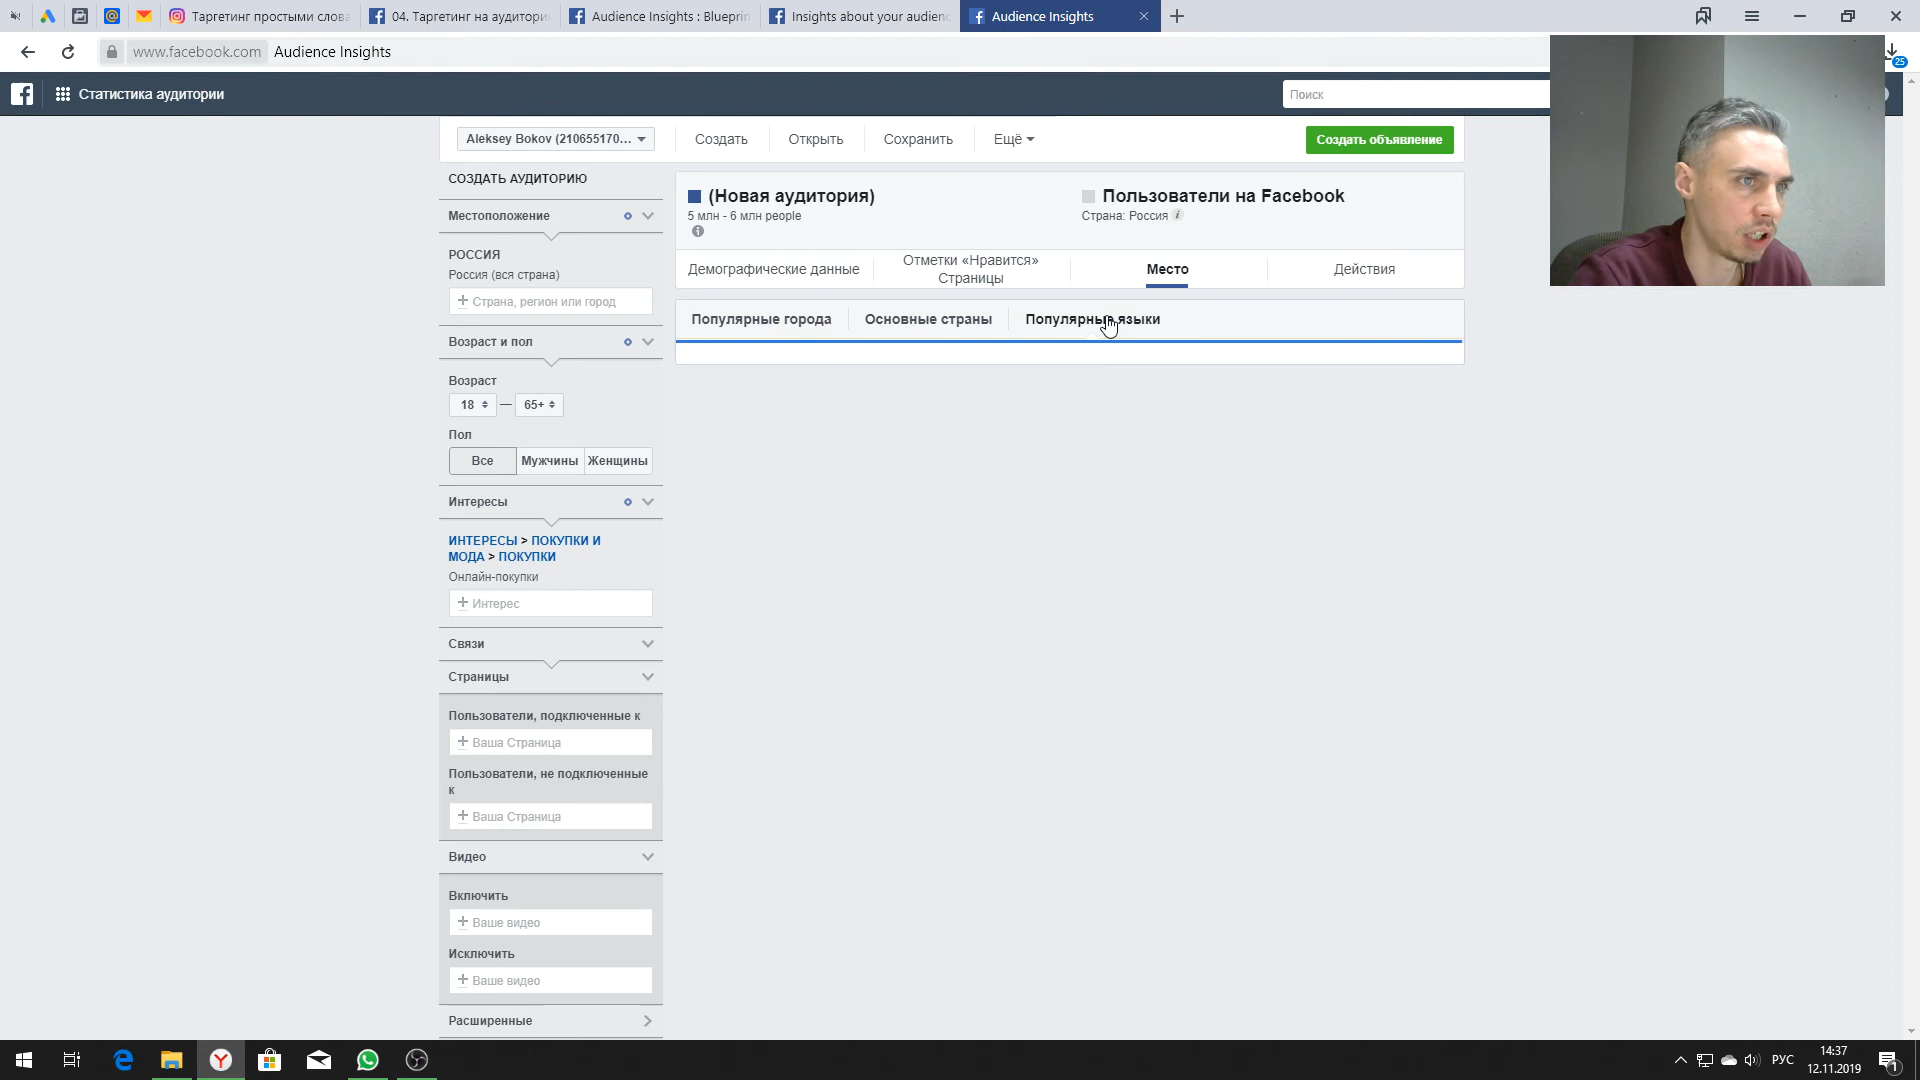 Таргетинг простыми слова
04. Таргетинг на аудитори
Audience Insights : Blueprin
Insights about your audienc
Audience Insights
www.facebook.com
Audience Insights
25
Статистика аудитории
Поиск
Aleksey Bokov (210655170...
Создать
Открыть
Сохранить
Ещё
Создать объявление
СОЗДАТЬ АУДИТОРИЮ
Местоположение
РОССИЯ
Россия (вся страна)
+ Страна, регион или город
Возраст и пол
Возраст
18 — 65+
Пол
Все
Мужчины
Женщины
Интересы
ИНТЕРЕСЫ > ПОКУПКИ И
МОДА > ПОКУПКИ
Онлайн-покупки
+ Интерес
Связи
Страницы
Пользователи, подключенные к
+ Ваша Страница
Пользователи, не подключенные
к
+ Ваша Страница
Видео
Включить
+ Ваше видео
Исключить
+ Ваше видео
Расширенные
(Новая аудитория)
5 млн - 6 млн people
Пользователи на Facebook
Страна: Россия
Демографические данные
Отметки «Нравится»
Страницы
Место
Действия
Популярные города
Основные страны
Популярные языки
РУС
14:37
12.11.2019
1